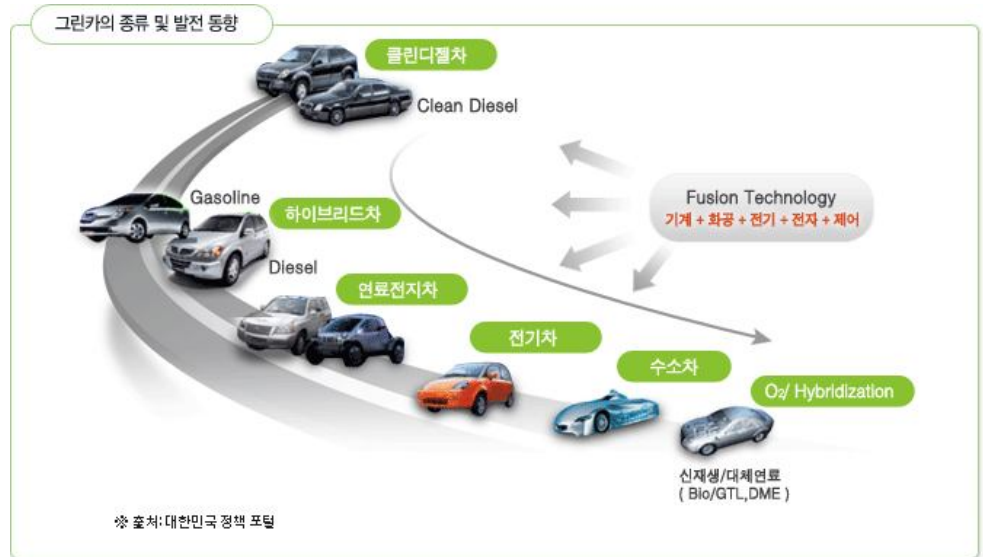 그린카의 종류 및 발전 동향
클린디젤차
Clean Diesel
Gasoline
하이브리드차
Diesel
Fusion Technology
기계 + 화공 + 전기 + 전자 + 제어
연료전지차
전기차
수소차
O2/ Hybridization
신재생/대체연료
( Bio/GTL,DME )
※ 출처: 대한민국 정책 포털